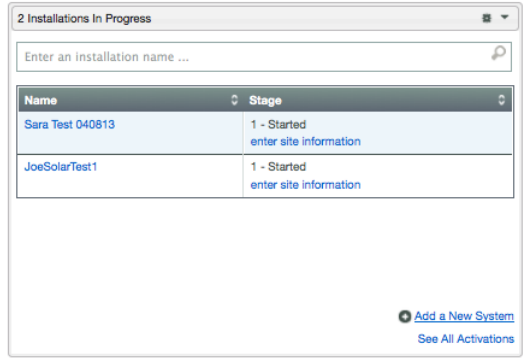 2 Installations In Progress
Enter an installation name ...
Name Stage
Sara Test 040813 1 - Started
enter site information
JoeSolarTest1 1 - Started
enter site information
Add a New System
See All Activations